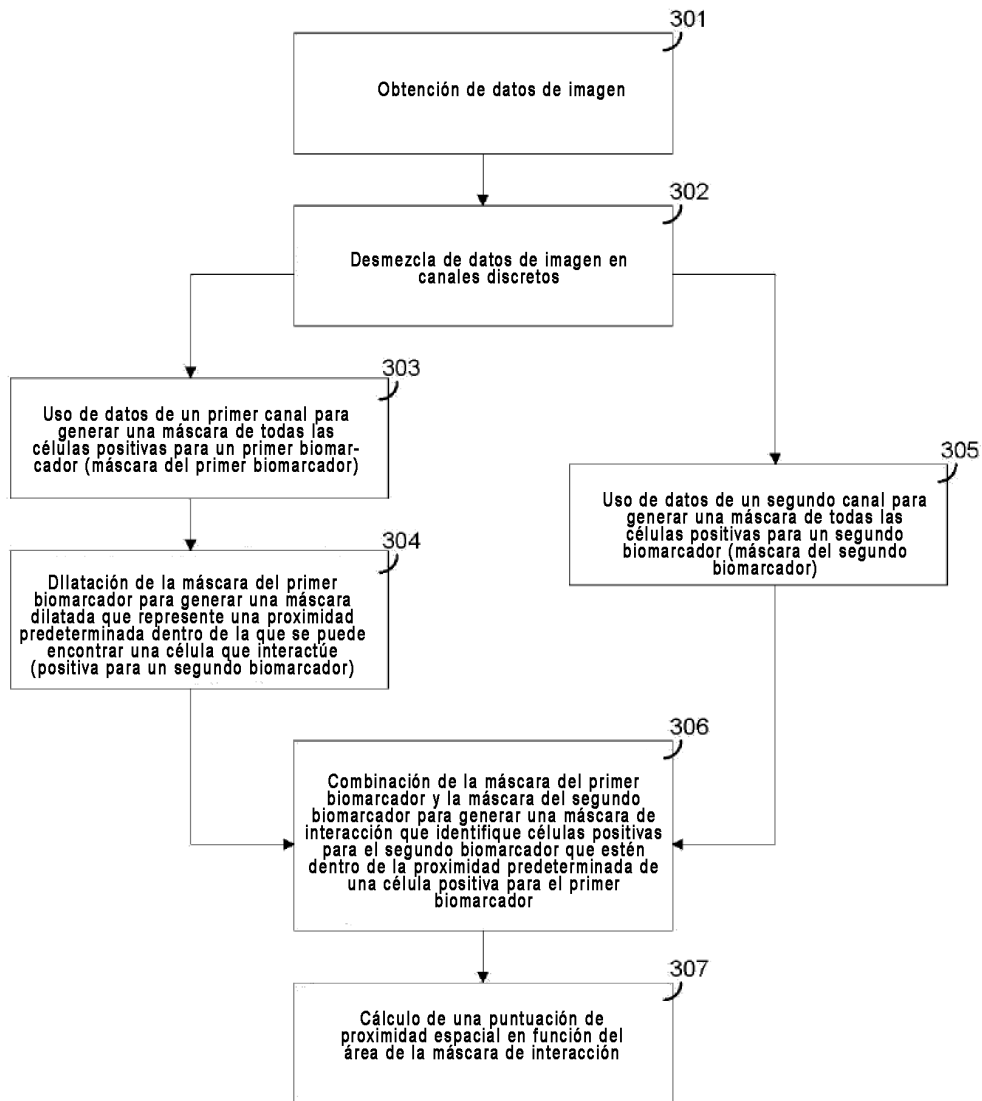 301
Obtención de datos de imagen
302
Desmezcla de datos de imagen en
canales discretos
303
Uso de datos de un primer canal para
generar una máscara de todas las
células positivas para un primer biomar-
cador (máscara del primer biomarcador)
305
Uso de datos de un segundo canal para
generar una máscara de todas las
células positivas para un segundo
biomarcador (máscara del segundo
biomarcador)
304
DIlatación de la máscara del primer
biomarcador para generar una máscara
dilatada que represente una proximidad
predeterminada dentro de la que se puede
encontrar una célula que interactúe
(positiva para un segundo biomarcador)
306
Combinación de la máscara del primer
biomarcador y la máscara del segundo
biomarcador para generar una máscara de
interacción que identifique células positivas
para el segundo biomarcador que estén
dentro de la proximidad predeterminada de
una célula positiva para el primer
biomarcador
307
Cálculo de una puntuación de
proximidad espacial en función del
área de la máscara de interacción